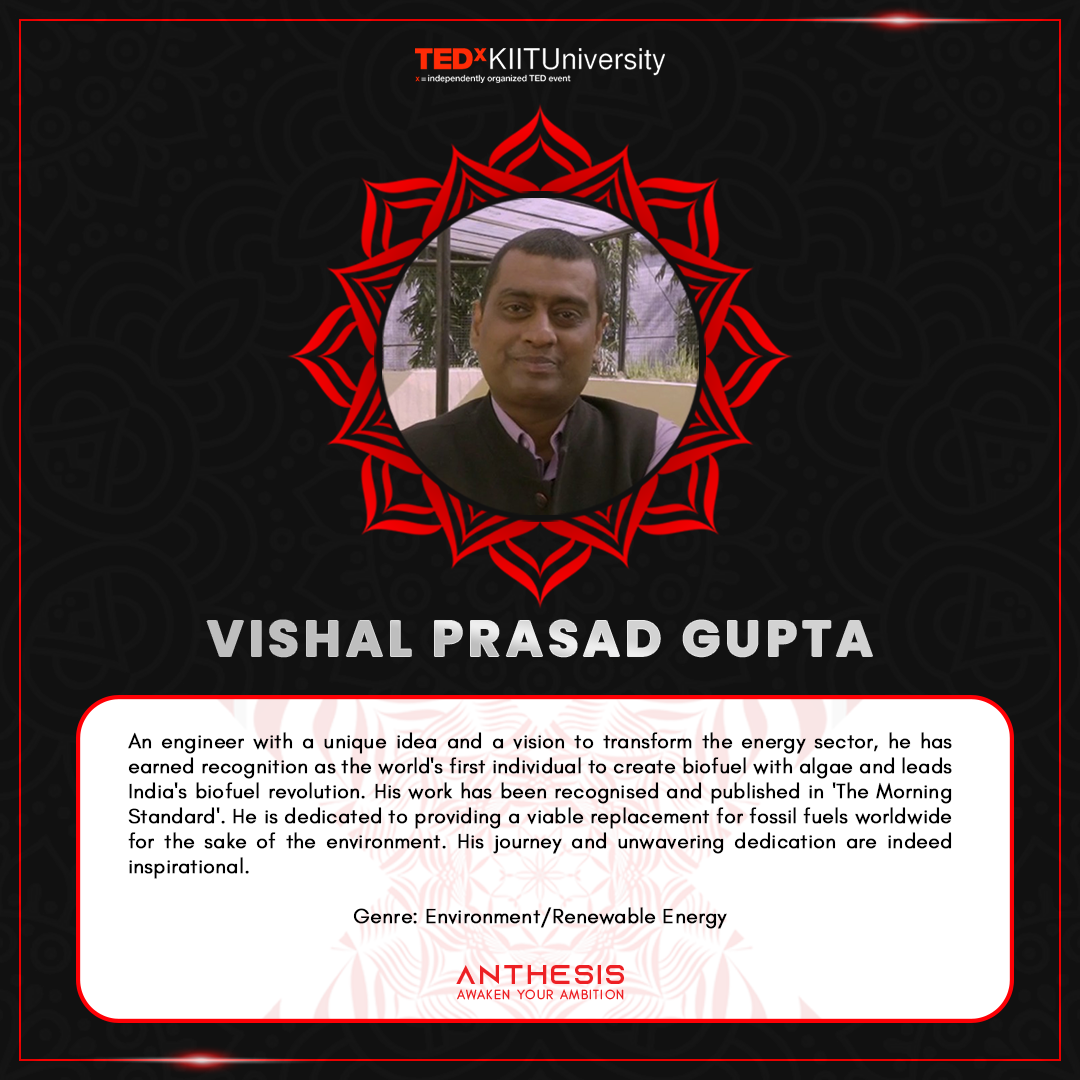 TEDxKIITUniversity
x = independently organized TED event
VISHAL PRASAD GUPTA
An engineer with a unique idea and a vision to transform the energy sector, he has
earned recognition as the world's first individual to create biofuel with algae and leads
India's biofuel revolution. His work has been recognised and published in 'The Morning
Standard'. He is dedicated to providing a viable replacement for fossil fuels worldwide
for the sake of the environment. His journey and unwavering dedication are indeed
inspirational.
Genre: Environment/Renewable Energy
ANTHESIS
AWAKEN YOUR AMBITION